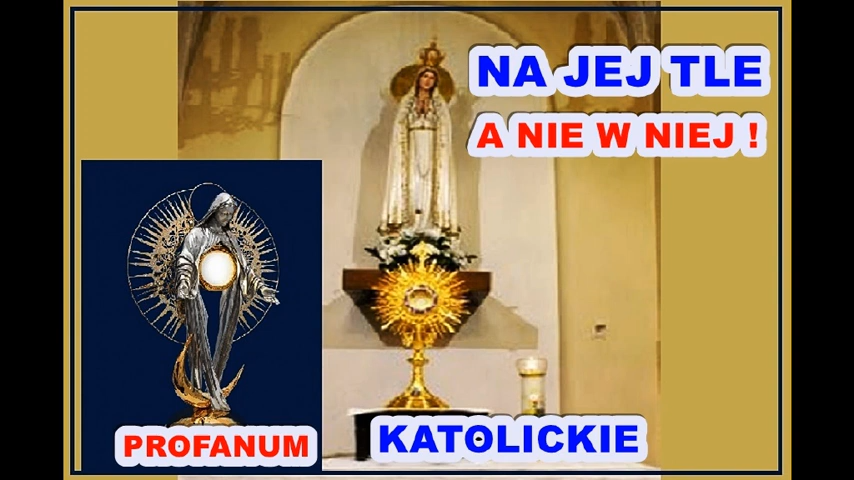 NA JEJ TLE
A NIE W NIEJ !
PROFANUM
KATOLICKIE